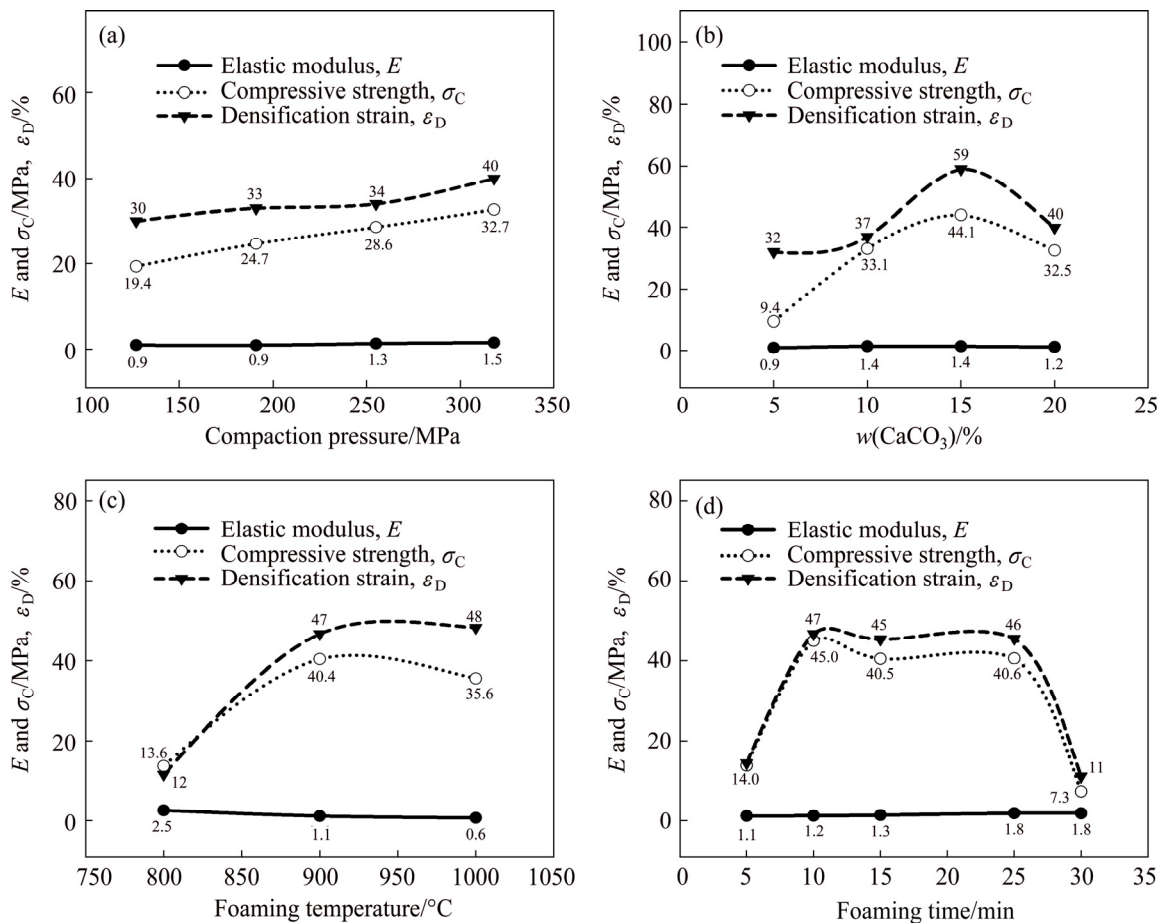 (a)
Elastic modulus, E
Compressive strength, σC
Densification strain, εD
E and σC/MPa, εD/%
60
40
20
0
30
33
34
40
19.4
24.7
28.6
32.7
0.9
0.9
1.3
1.5
100 150 200 250 300 350
Compaction pressure/MPa
(b)
Elastic modulus, E
Compressive strength, σC
Densification strain, εD
E and σC/MPa, εD/%
100
80
60
40
20
0
32
37
59
40
9.4
33.1
44.1
32.5
0.9
1.4
1.4
1.2
0 5 10 15 20 25
w(CaCO3)/%
(c)
Elastic modulus, E
Compressive strength, σC
Densification strain, εD
E and σC/MPa, εD/%
80
60
40
20
0
47
48
13.6
12
40.4
35.6
2.5
1.1
0.6
750 800 850 900 950 1000 1050
Foaming temperature/°C
(d)
Elastic modulus, E
Compressive strength, σC
Densification strain, εD
E and σC/MPa, εD/%
80
60
40
20
0
47
45
46
11
14.0
45.0
40.5
40.6
7.3
1.1
1.2
1.3
1.8
1.8
0 5 10 15 20 25 30 35
Foaming time/min